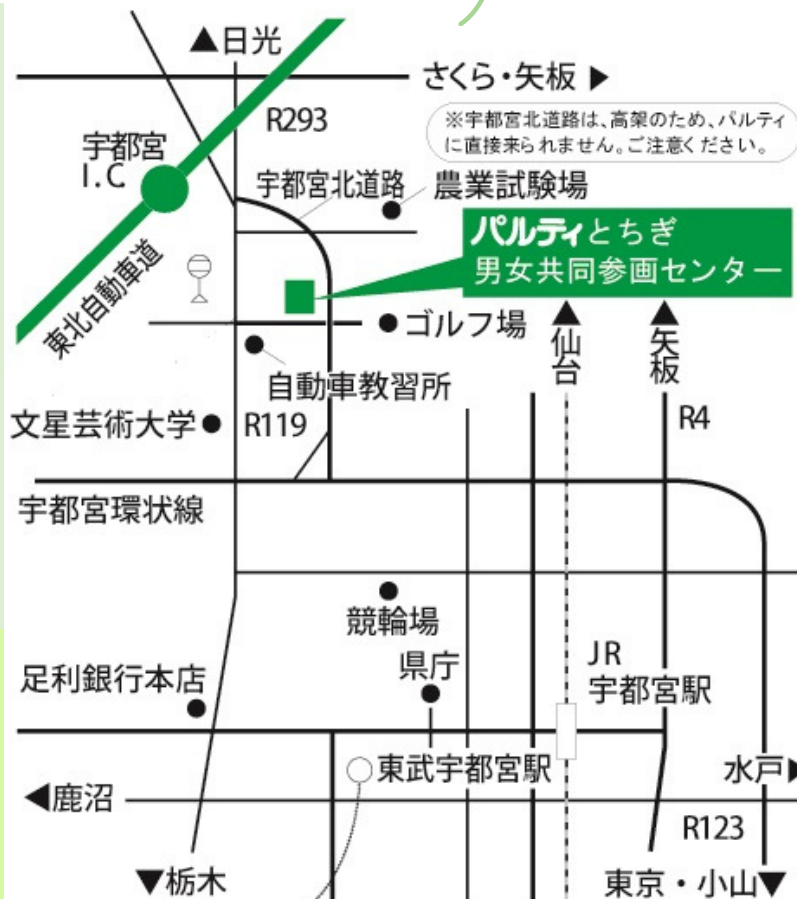 ▲日光
さくら・矢板 ▶
R293
※宇都宮北道路は、高架のため、パルティ
に直接来られません。ご注意ください。
宇都宮
I.C
宇都宮北道路
農業試験場
パルティとちぎ
男女共同参画センター
東北自動車道
ゴルフ場
▲仙台
▲矢板
自動車教習所
文星芸術大学
R119
R4
宇都宮環状線
競輪場
県庁
JR
宇都宮駅
足利銀行本店
東武宇都宮駅
水戸▶
◀鹿沼
R123
▼栃木
東京・小山▼